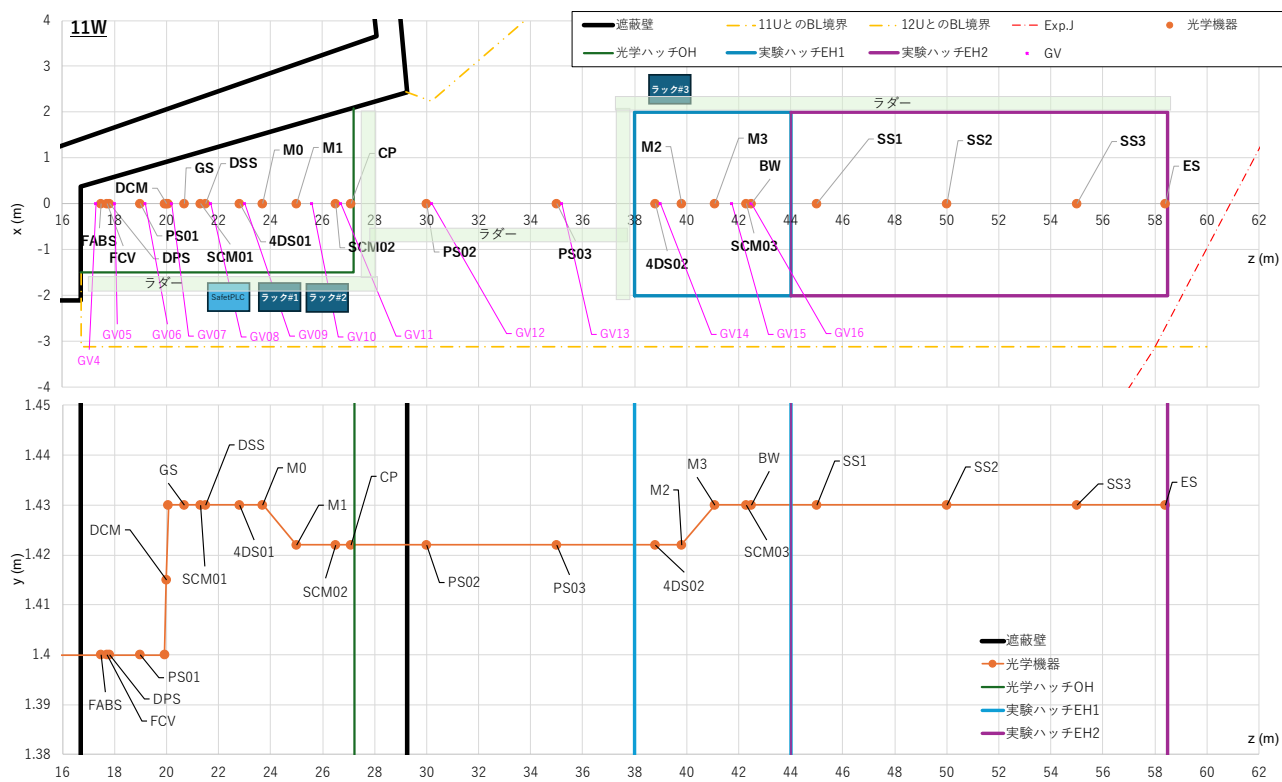 11W
遮蔽壁
11UとのBL境界
12UとのBL境界
Exp.J
光学機器
光学ハッチOH
実験ハッチEH1
実験ハッチEH2
GV
x (m)
4
3
2
1
0
-1
-2
-3
-4
16 18 20 22 24 26 28 30 32 34 36 38 40 42 44 46 48 50 52 54 56 58 60 62
z (m)
ラック#3
ラダー
DCM
GS
DSS
M0
M1
CP
M2
M3
BW
SS1
SS2
SS3
ES
FABS
FCV
PS01
DPS
SCM01
4DS01
SCM02
PS02
PS03
4DS02
SCM03
ラダー
ラダー
SafetPLC
ラック#1
ラック#2
GV4
GV05
GV06
GV07
GV08
GV09
GV10
GV11
GV12
GV13
GV14
GV15
GV16
y (m)
1.45
1.44
1.43
1.42
1.41
1.4
1.39
1.38
GS
DSS
M0
CP
M1
DCM
SCM01
4DS01
SCM02
PS02
PS03
4DS02
M2
M3
BW
SCM03
SS1
SS2
SS3
ES
FABS
FCV
DPS
PS01
遮蔽壁
光学機器
光学ハッチOH
実験ハッチEH1
実験ハッチEH2
z (m)
16 18 20 22 24 26 28 30 32 34 36 38 40 42 44 46 48 50 52 54 56 58 60 62